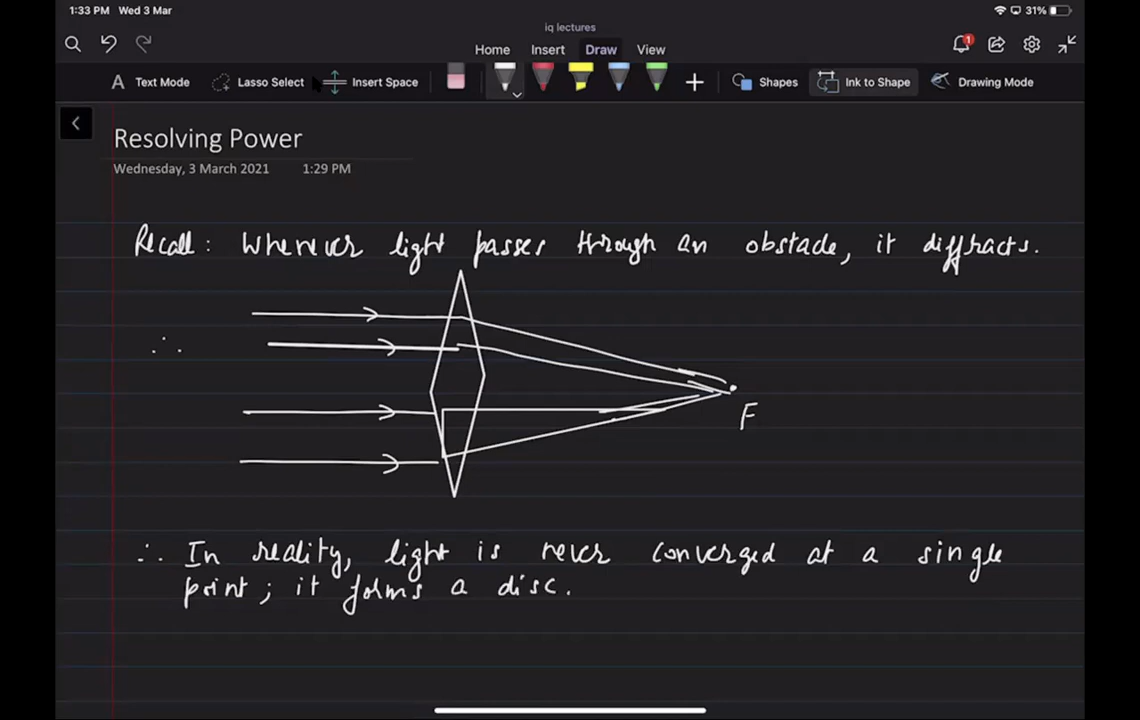 1:33 PM Wed 3 Mar
31%
iq lectures
Home Insert Draw View
1
Text Mode Lasso Select Insert Space Shapes Ink to Shape Drawing Mode
Resolving Power
Wednesday, 3 March 2021 1:29 PM
Recall: Whenever light passes through an obstacle, it diffracts.
∴
F
∴ In reality, light is never converged at a single
point; it forms a disc.